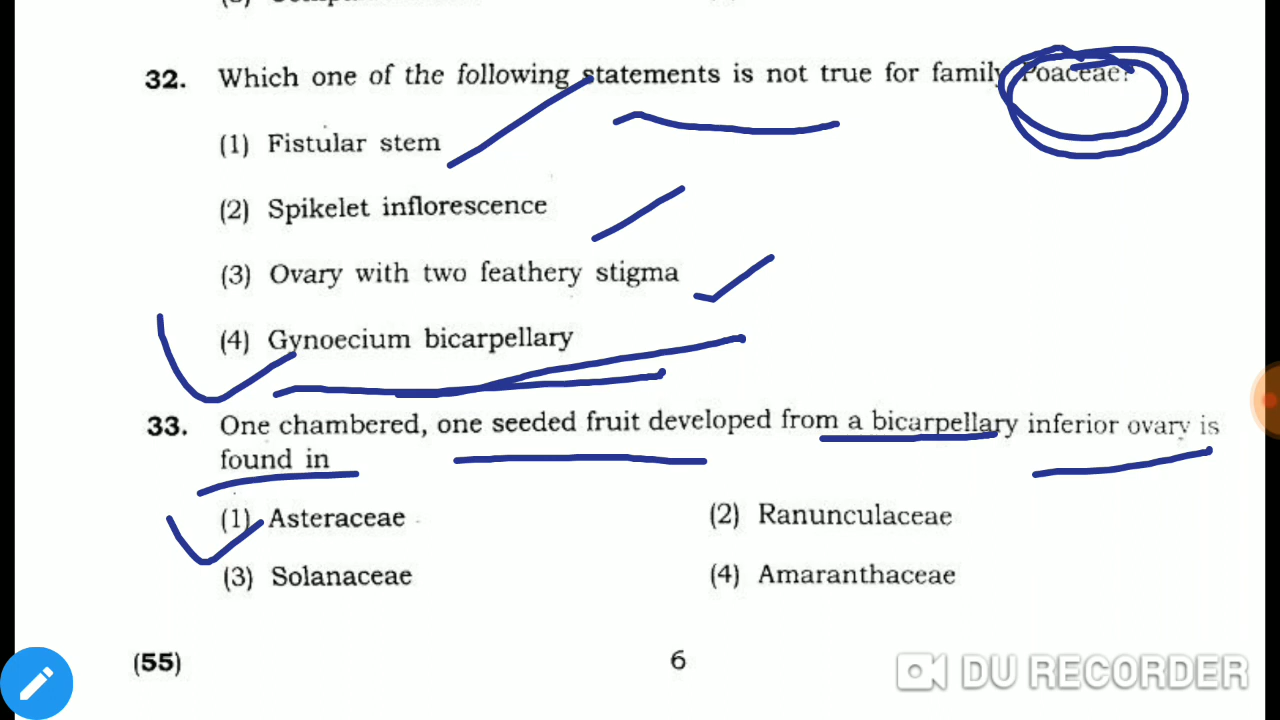 32. Which one of the following statements is not true for family Poaceae?
(1) Fistular stem
(2) Spikelet inflorescence
(3) Ovary with two feathery stigma
(4) Gynoecium bicarpellary
33. One chambered, one seeded fruit developed from a bicarpellary inferior ovary is
found in
(1) Asteraceae (2) Ranunculaceae
(3) Solanaceae (4) Amaranthaceae
(55) 6
DU RECORDER